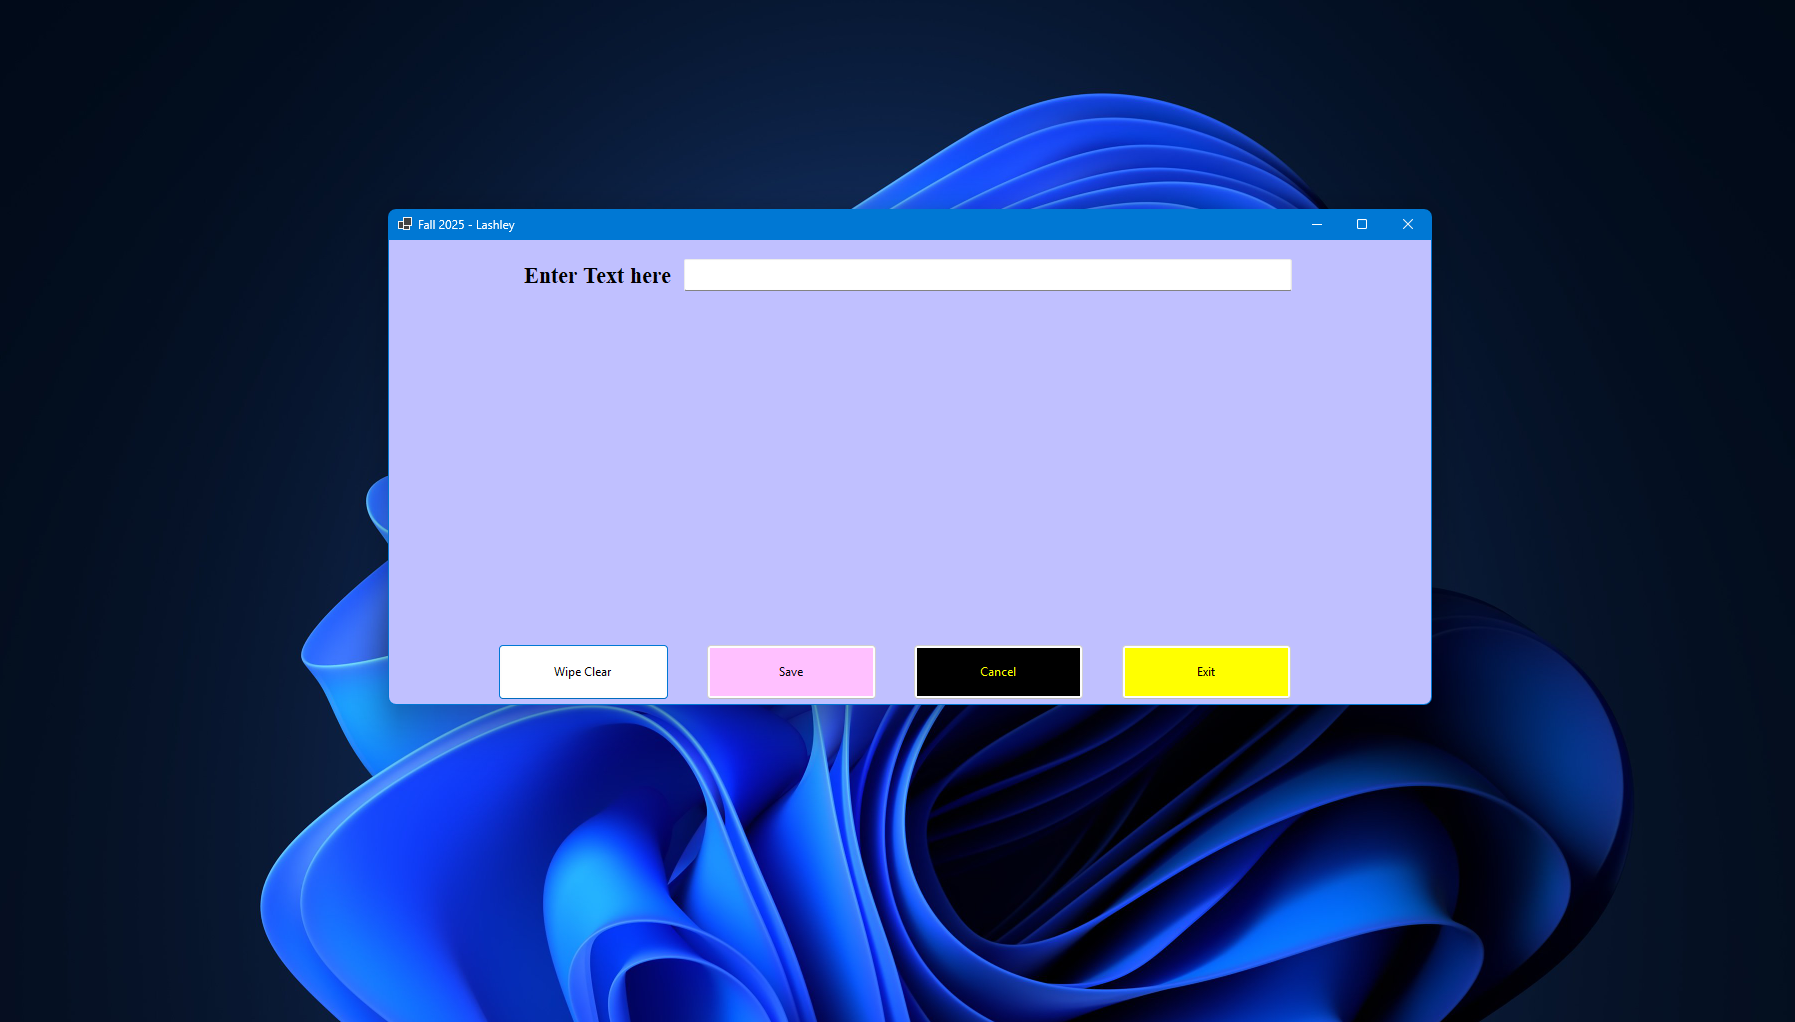 Fall 2025 - Lashley
Enter Text here
Wipe Clear
Save
Cancel
Exit